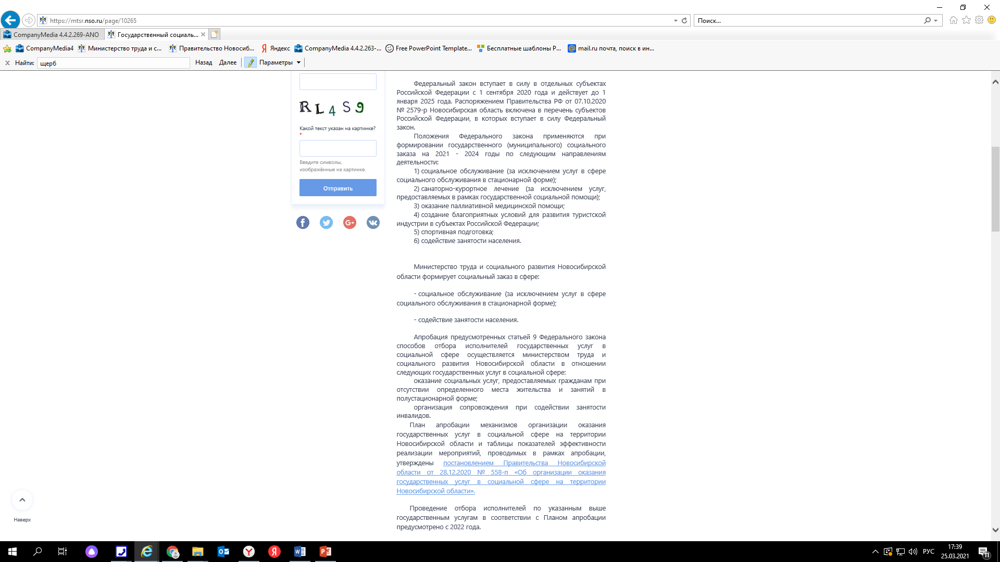 https://mtsr.nso.ru/page/10265
Поиск...
CompanyMedia 4.4.2.269-ANO
Государственный социаль...
CompanyMedia4
Министерство труда и с...
Правительство Новосиб...
Яндекс
CompanyMedia 4.4.2.263-...
Free PowerPoint Template...
Бесплатные шаблоны P...
mail.ru почта, поиск в ин...
Найти:
щерб
Назад
Далее
Параметры
RL4S9
Какой текст указан на картинке?
*
Введите символы,
изображённые на картинке.
Отправить
Федеральный закон вступает в силу в отдельных субъектах
Российской Федерации с 1 сентября 2020 года и действует до 1
января 2025 года. Распоряжением Правительства РФ от 07.10.2020
№ 2579-р Новосибирская область включена в перечень субъектов
Российской Федерации, в которых вступает в силу Федеральный
закон.
Положения Федерального закона применяются при
формировании государственного (муниципального) социального
заказа на 2021 - 2024 годы по следующим направлениям
деятельности:
1) социальное обслуживание (за исключением услуг в сфере
социального обслуживания в стационарной форме);
2) санаторно-курортное лечение (за исключением услуг,
предоставляемых в рамках государственной социальной помощи);
3) оказание паллиативной медицинской помощи;
4) создание благоприятных условий для развития туристской
индустрии в субъектах Российской Федерации;
5) спортивная подготовка;
6) содействие занятости населения.
Министерство труда и социального развития Новосибирской
области формирует социальный заказ в сфере:
- социальное обслуживание (за исключением услуг в сфере
социального обслуживания в стационарной форме);
- содействие занятости населения.
Апробация предусмотренных статьей 9 Федерального закона
способов отбора исполнителей государственных услуг в
социальной сфере осуществляется министерством труда и
социального развития Новосибирской области в отношении
следующих государственных услуг в социальной сфере:
оказание социальных услуг, предоставляемых гражданам при
отсутствии определенного места жительства и занятий в
полустационарной форме;
организация сопровождения при содействии занятости
инвалидов.
План апробации механизмов организации оказания
государственных услуг в социальной сфере на территории
Новосибирской области и таблицы показателей эффективности
реализации мероприятий, проводимых в рамках апробации,
утверждены постановлением Правительства Новосибирской
области от 28.12.2020 № 558-п «Об организации оказания
государственных услуг в социальной сфере на территории
Новосибирской области».
Проведение отбора исполнителей по указанным выше
государственным услугам в соответствии с Планом апробации
предусмотрено с 2022 года.
Наверх
РУС
17:39
25.03.2021
11